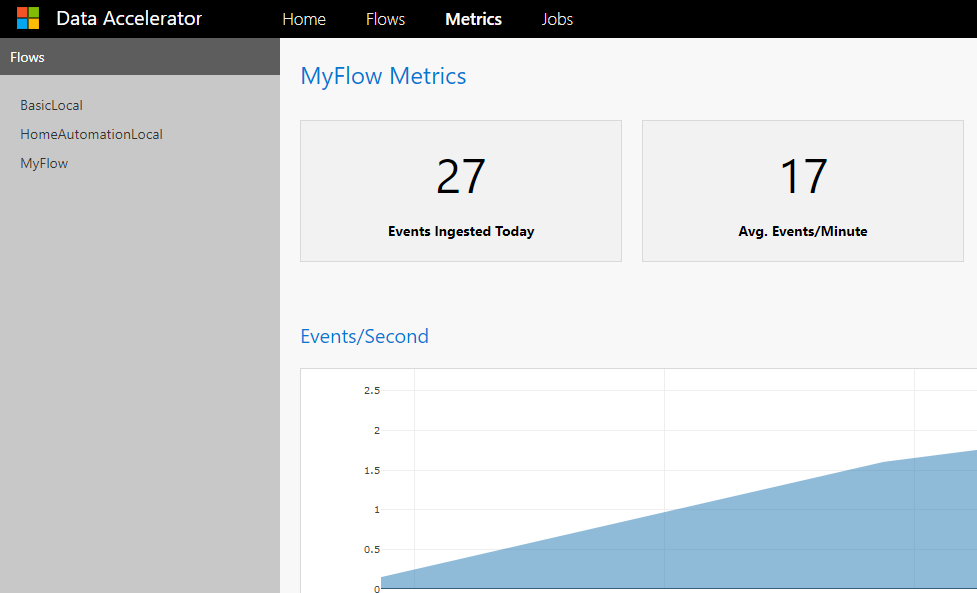 Data Accelerator
Home Flows Metrics Jobs
Flows
BasicLocal
HomeAutomationLocal
MyFlow
MyFlow Metrics
27
Events Ingested Today
17
Avg. Events/Minute
Events/Second
2.5
2
1.5
1
0.5
0